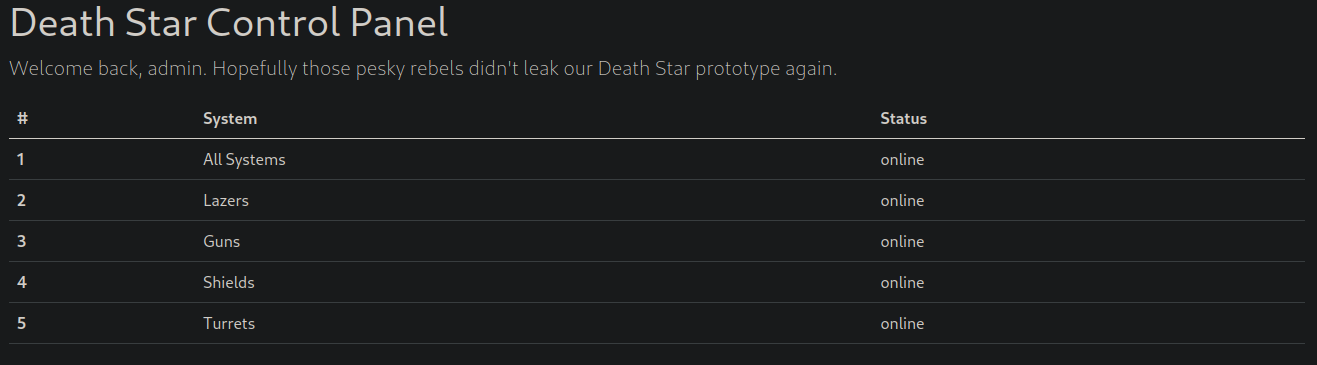 Death Star Control Panel
Welcome back, admin. Hopefully those pesky rebels didn't leak our Death Star prototype again.
# System Status
1 All Systems online
2 Lazers online
3 Guns online
4 Shields online
5 Turrets online